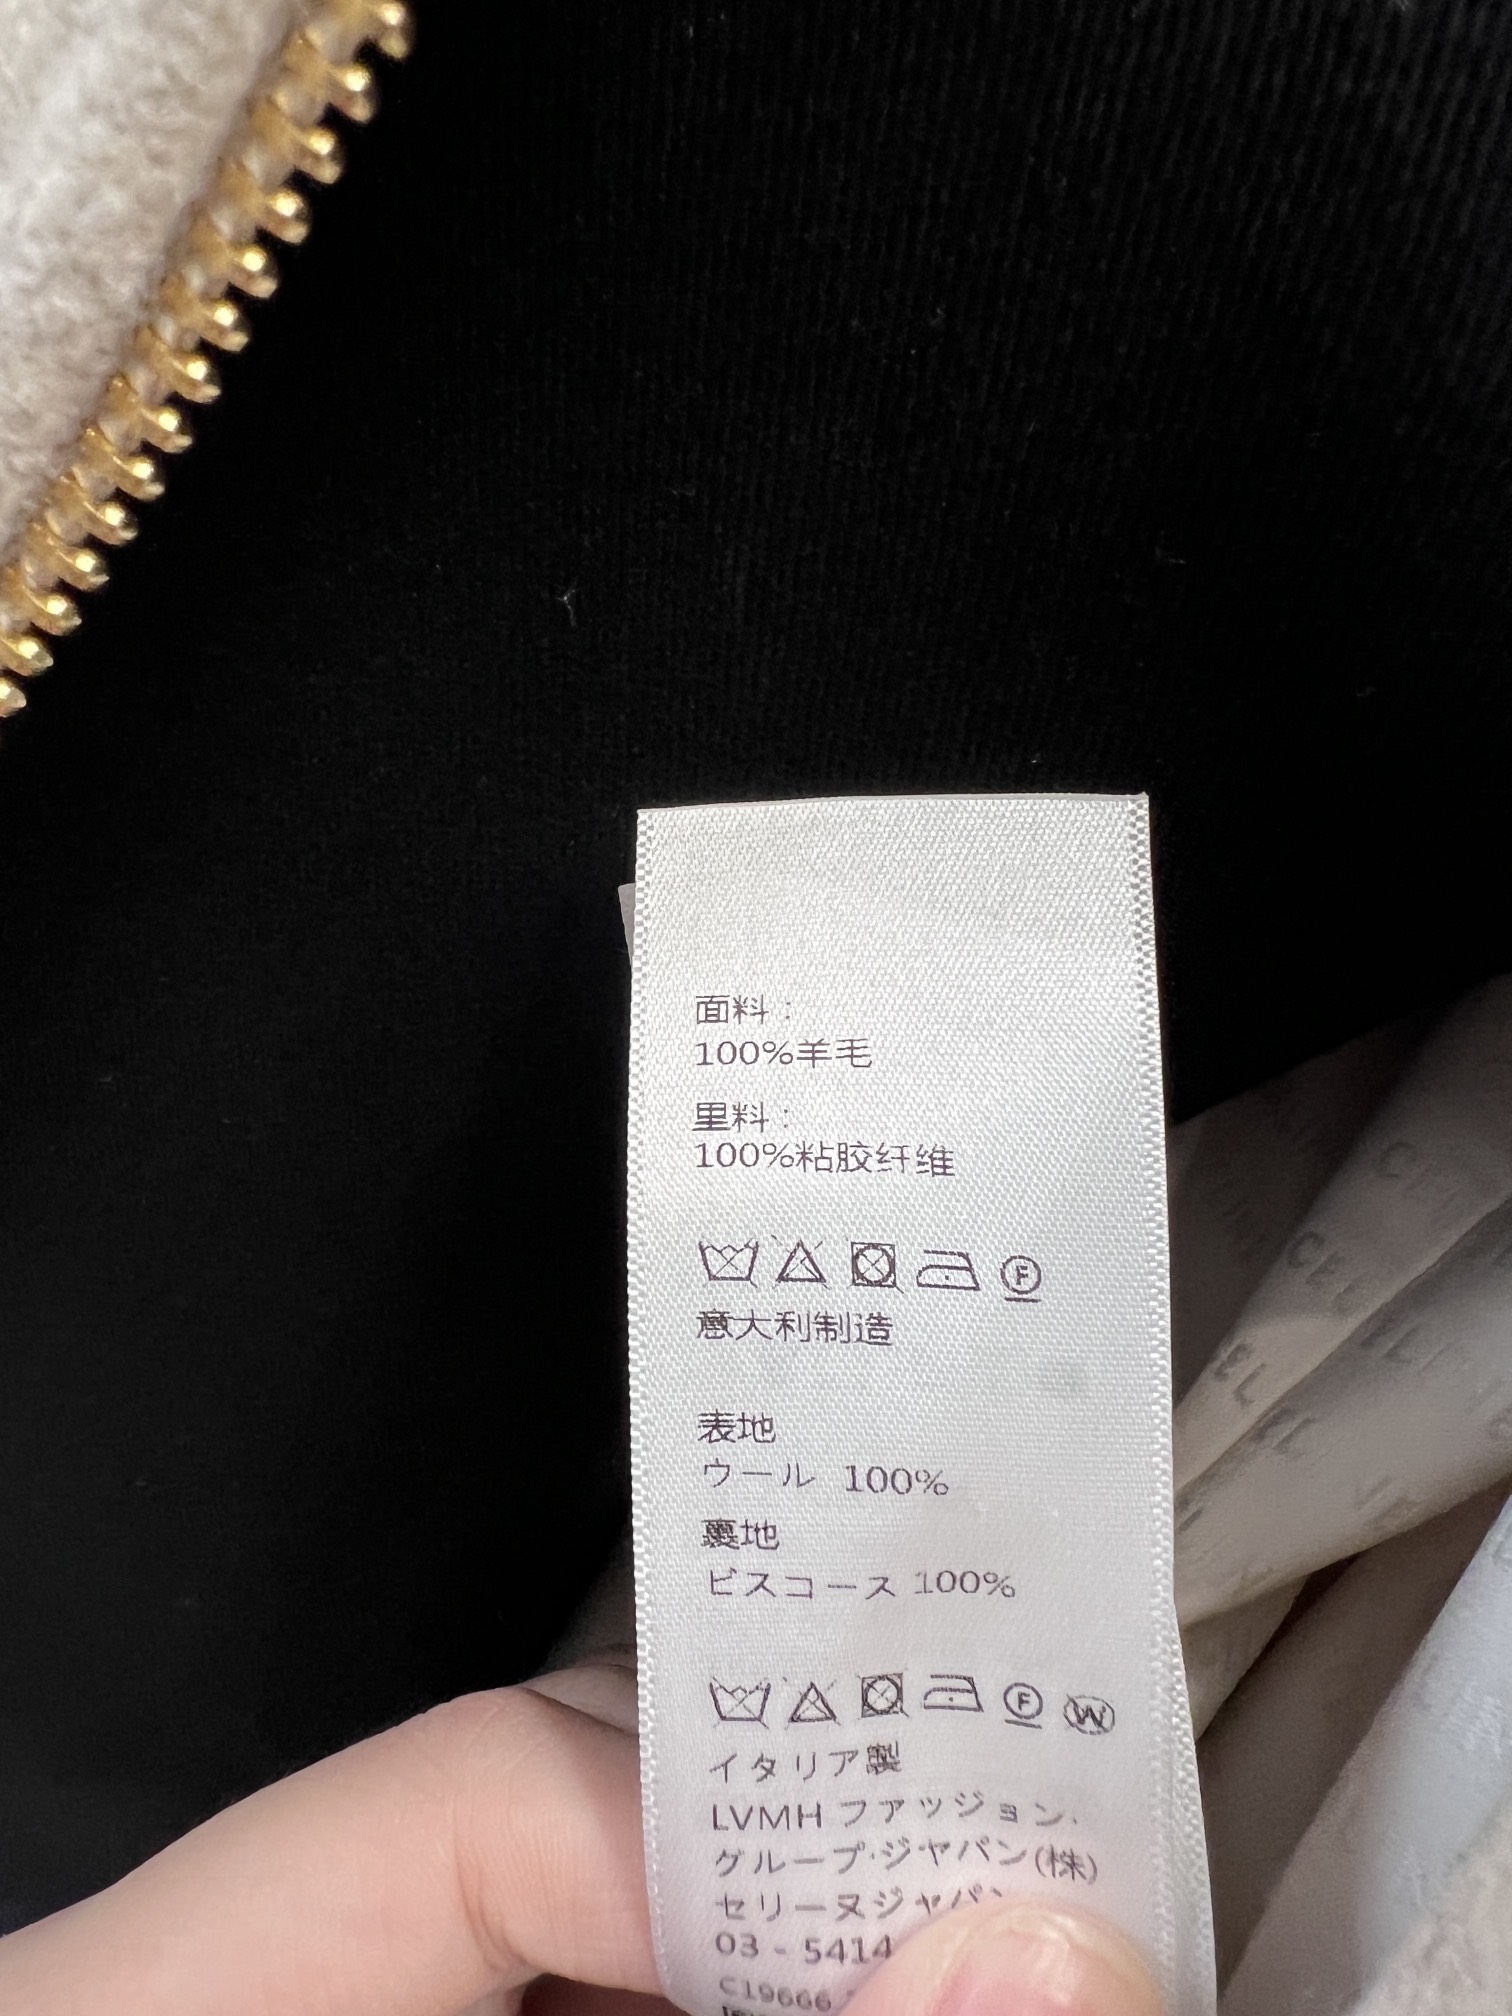 面料：
100%羊毛
里料：
100%粘胶纤维
F
意大利制造
表地
ウール 100%
裏地
ビスコース 100%
F W
イタリア製
LVMH ファッション・
グループ・ジャパン(株)
セリーヌジャパン
03 - 5414
C19666